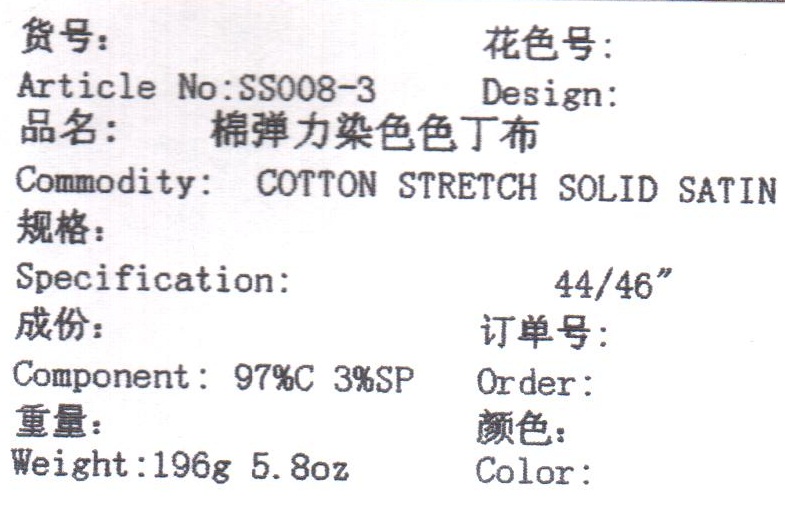 货号: 花色号:
Article No:SS008-3 Design:
品名: 棉弹力染色色丁布
Commodity: COTTON STRETCH SOLID SATIN
规格:
Specification: 44/46"
成份: 订单号:
Component: 97%C 3%SP Order:
重量: 颜色:
Weight:196g 5.8oz Color: